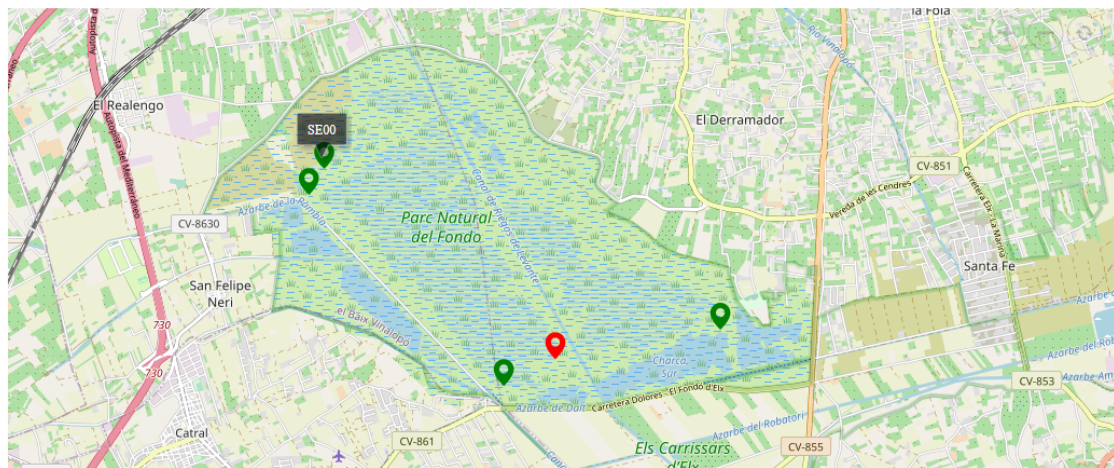 la Foia
Autopista del Mediterráneo
Río Vinalopó
El Realengo
SE00
El Derramador
CV-851
Canal de Riegos de Levante
Vereda de les Cendres
Carretera Elx - La Marina
Azarbe de la Rambla
CV-8630
Parc Natural
del Fondo
Santa Fe
San Felipe
Neri
730
el Baix Vinalopó
Charca
Sur
CV-853
Carretera Dolores - El Fondo d'Elx
Azarbe de Dalt
Azarbe del Robatori
730
Catral
CV-861
Els Carrissars
d'Elx
CV-855